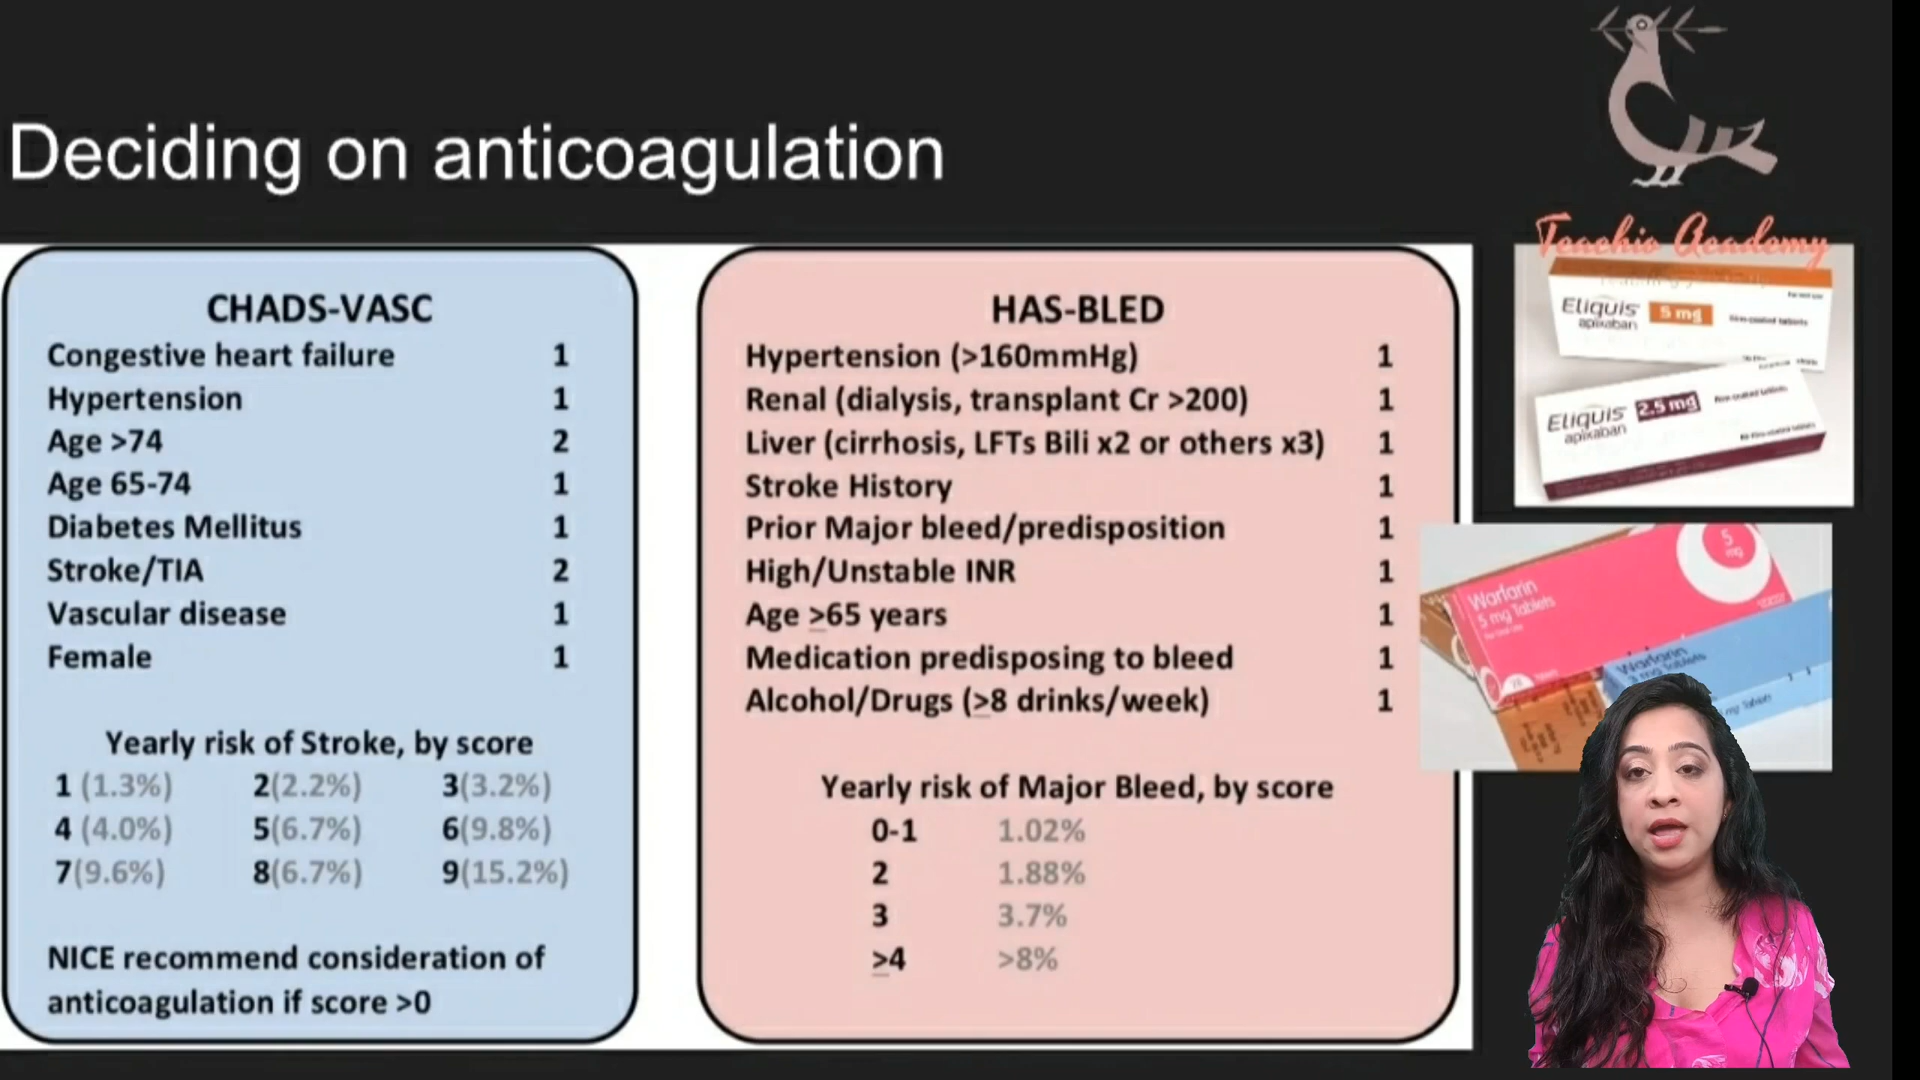 Deciding on anticoagulation
Teachio Academy
CHADS-VASC
Congestive heart failure 1
Hypertension 1
Age >74 2
Age 65-74 1
Diabetes Mellitus 1
Stroke/TIA 2
Vascular disease 1
Female 1
Yearly risk of Stroke, by score
1 (1.3%) 2(2.2%) 3(3.2%)
4 (4.0%) 5(6.7%) 6(9.8%)
7(9.6%) 8(6.7%) 9(15.2%)
NICE recommend consideration of
anticoagulation if score >0
HAS-BLED
Hypertension (>160mmHg) 1
Renal (dialysis, transplant Cr >200) 1
Liver (cirrhosis, LFTs Bili x2 or others x3) 1
Stroke History 1
Prior Major bleed/predisposition 1
High/Unstable INR 1
Age ≥65 years 1
Medication predisposing to bleed 1
Alcohol/Drugs (≥8 drinks/week) 1
Yearly risk of Major Bleed, by score
0-1 1.02%
2 1.88%
3 3.7%
≥4 >8%
Eliquis 5 mg
apixaban
Eliquis 2.5 mg
apixaban
5
mg
Warfarin
5 mg Tablets
Warfarin
3 mg Tablets